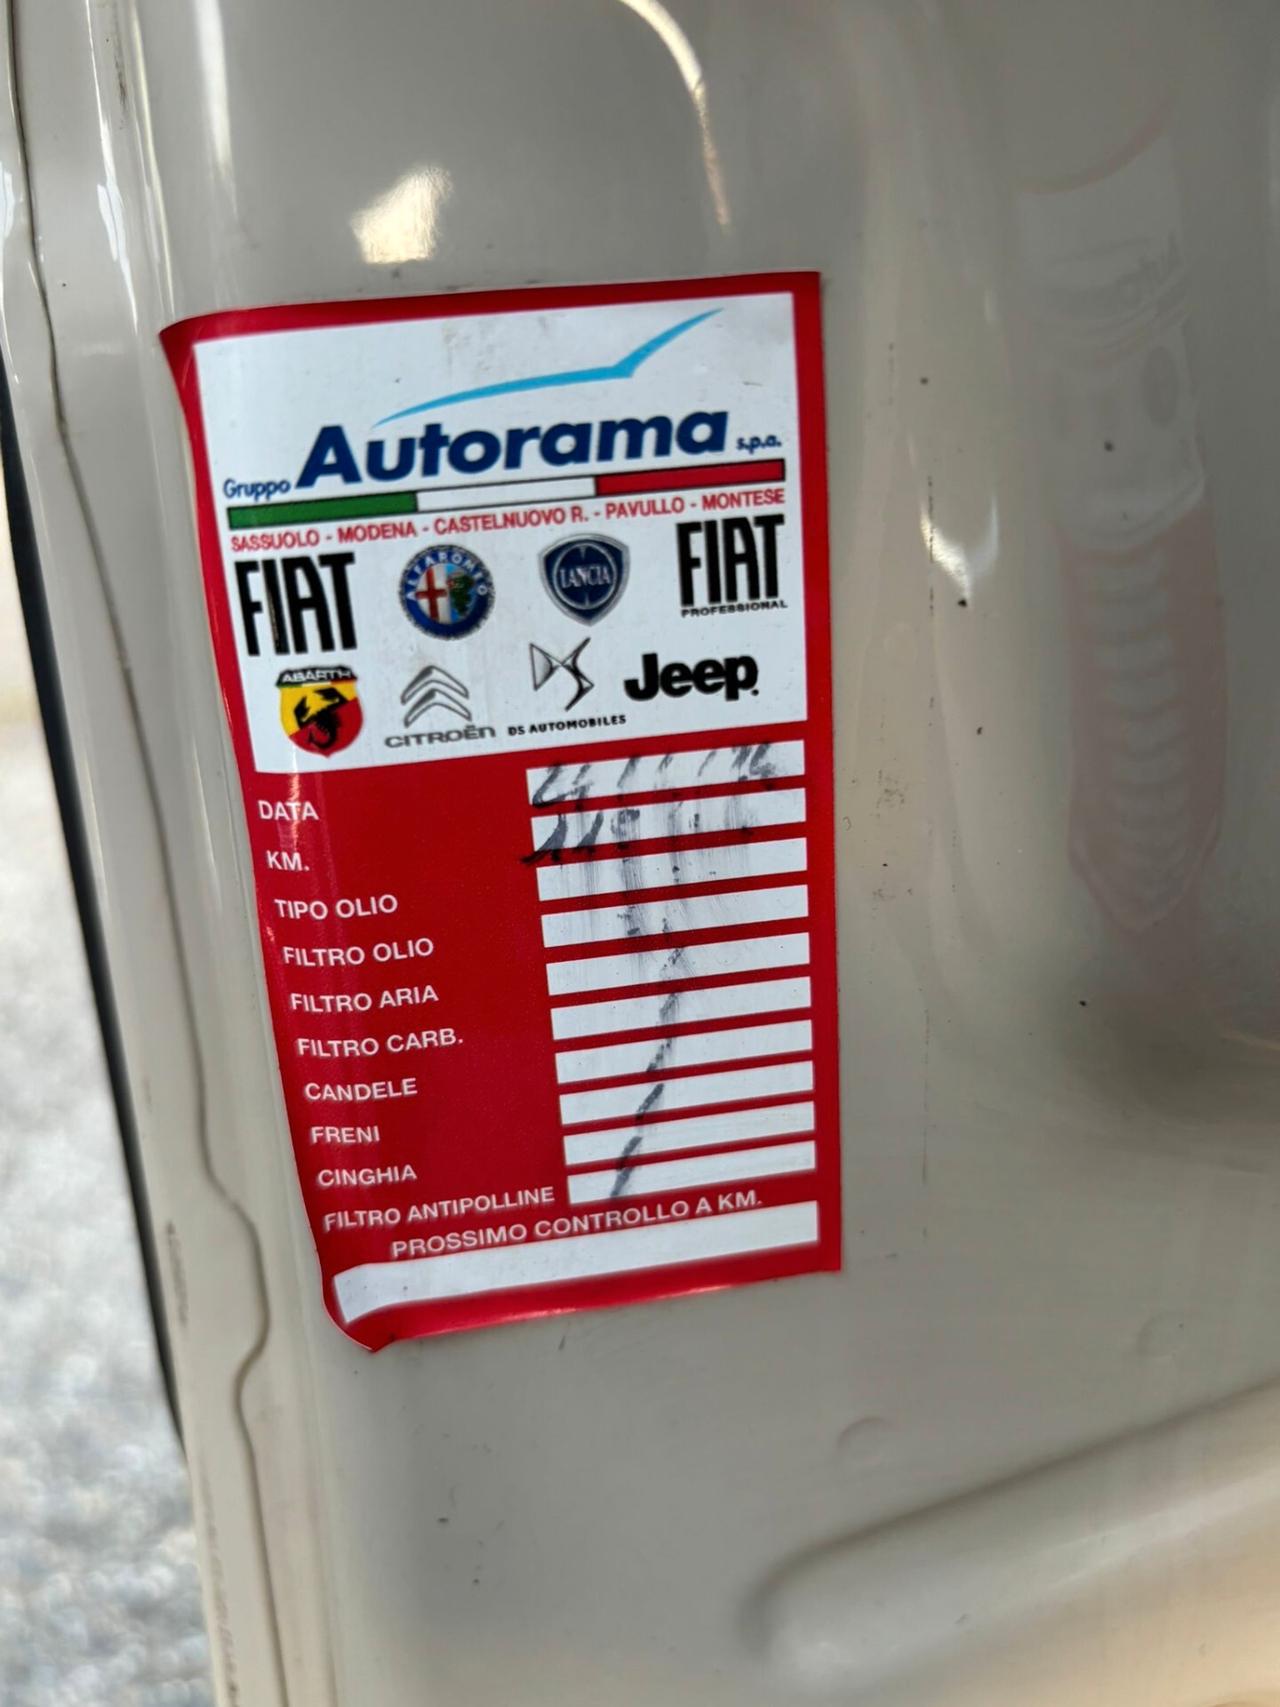 Gruppo Autorama s.p.a.
SASSUOLO - MODENA - CASTELNUOVO R. - PAVULLO - MONTESE
FIAT ALFA ROMEO LANCIA FIAT PROFESSIONAL
ABARTH CITROËN DS AUTOMOBILES Jeep
DATA
KM.
TIPO OLIO
FILTRO OLIO
FILTRO ARIA
FILTRO CARB.
CANDELE
FRENI
CINGHIA
FILTRO ANTIPOLLINE
PROSSIMO CONTROLLO A KM.